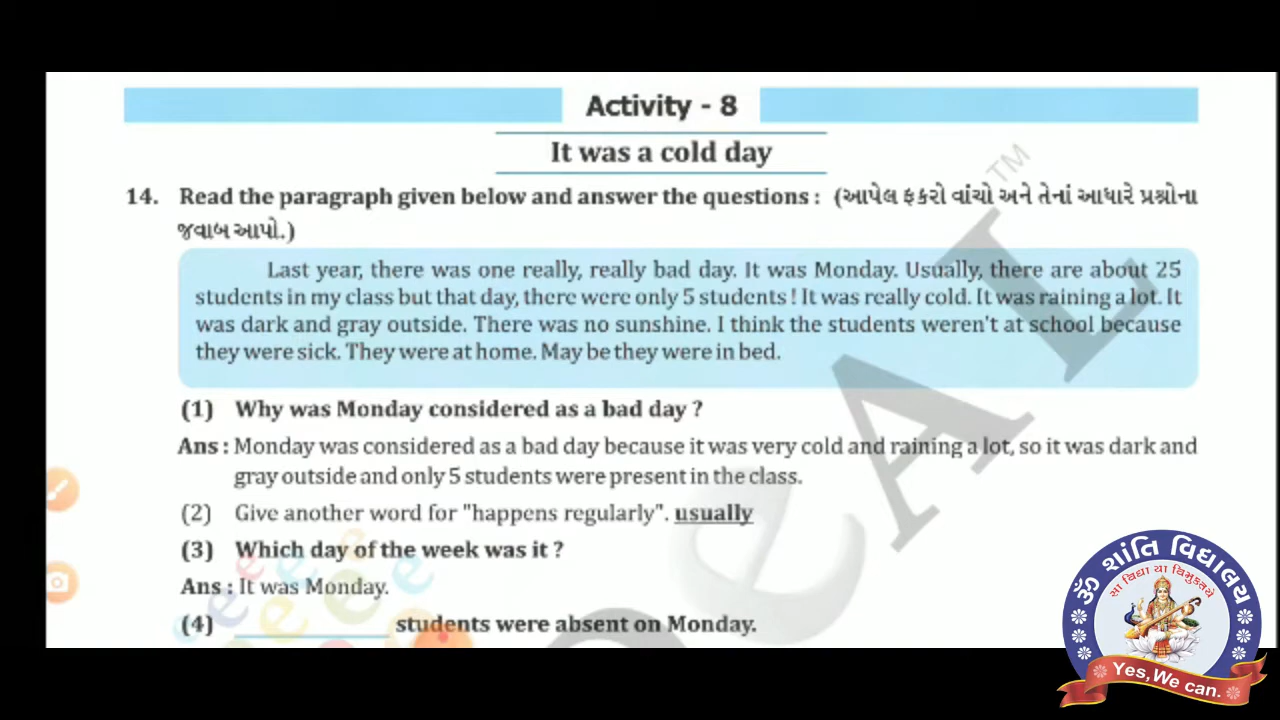 Activity - 8
It was a cold day
14. Read the paragraph given below and answer the questions : (આપેલ ફકરો વાંચો અને તેનાં આધારે પ્રશ્નોના
જવાબ આપો.)
Last year, there was one really, really bad day. It was Monday. Usually, there are about 25
students in my class but that day, there were only 5 students ! It was really cold. It was raining a lot. It
was dark and gray outside. There was no sunshine. I think the students weren't at school because
they were sick. They were at home. May be they were in bed.
(1) Why was Monday considered as a bad day ?
Ans : Monday was considered as a bad day because it was very cold and raining a lot, so it was dark and
gray outside and only 5 students were present in the class.
(2) Give another word for "happens regularly". usually
(3) Which day of the week was it ?
Ans : It was Monday.
(4) ____________ students were absent on Monday.
ૐ શાંતિ વિદ્યાલય
સા વિદ્યા યા વિમુક્તયે
Yes, We can.